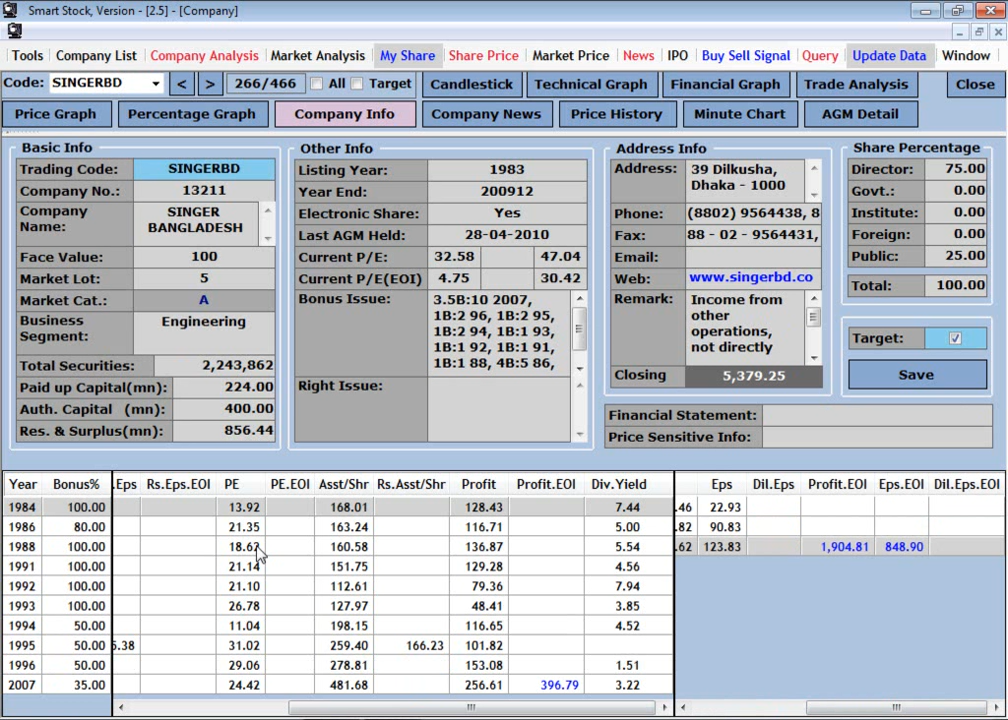 Smart Stock, Version - [2.5] - [Company]
Tools Company List Company Analysis Market Analysis My Share Share Price Market Price News IPO Buy Sell Signal Query Update Data Window
Code: SINGERBD < > 266/466 All Target Candlestick Technical Graph Financial Graph Trade Analysis Close
Price Graph Percentage Graph Company Info Company News Price History Minute Chart AGM Detail
Basic Info
Trading Code: SINGERBD
Company No.: 13211
Company Name: SINGER BANGLADESH
Face Value: 100
Market Lot: 5
Market Cat.: A
Business Segment: Engineering
Total Securities: 2,243,862
Paid up Capital(mn): 224.00
Auth. Capital (mn): 400.00
Res. & Surplus(mn): 856.44
Other Info
Listing Year: 1983
Year End: 200912
Electronic Share: Yes
Last AGM Held: 28-04-2010
Current P/E: 32.58 47.04
Current P/E(EOI) 4.75 30.42
Bonus Issue: 3.5B:10 2007,
1B:2 96, 1B:2 95,
1B:2 94, 1B:1 93,
1B:1 92, 1B:1 91,
1B:1 88, 4B:5 86,
Right Issue:
Address Info
Address: 39 Dilkusha,
Dhaka - 1000
Phone: (8802) 9564438, 8
Fax: 88 - 02 - 9564431,
Email:
Web: www.singerbd.co
Remark: Income from
other
operations,
not directly
Closing 5,379.25
Share Percentage
Director: 75.00
Govt.: 0.00
Institute: 0.00
Foreign: 0.00
Public: 25.00
Total: 100.00
Target:
Save
Financial Statement:
Price Sensitive Info:
Year Bonus% .Eps Rs.Eps.EOI PE PE.EOI Asst/Shr Rs.Asst/Shr Profit Profit.EOI Div.Yield Eps Dil.Eps Profit.EOI Eps.EOI Dil.Eps.EOI
1984 100.00 13.92 168.01 128.43 7.44 .46 22.93
1986 80.00 21.35 163.24 116.71 5.00 .82 90.83
1988 100.00 18.62 160.58 136.87 5.54 .62 123.83 1,904.81 848.90
1991 100.00 21.14 151.75 129.28 4.56
1992 100.00 21.10 112.61 79.36 7.94
1993 100.00 26.78 127.97 48.41 3.85
1994 50.00 11.04 198.15 116.65 4.52
1995 50.00 5.38 31.02 259.40 166.23 101.82
1996 50.00 29.06 278.81 153.08 1.51
2007 35.00 24.42 481.68 256.61 396.79 3.22